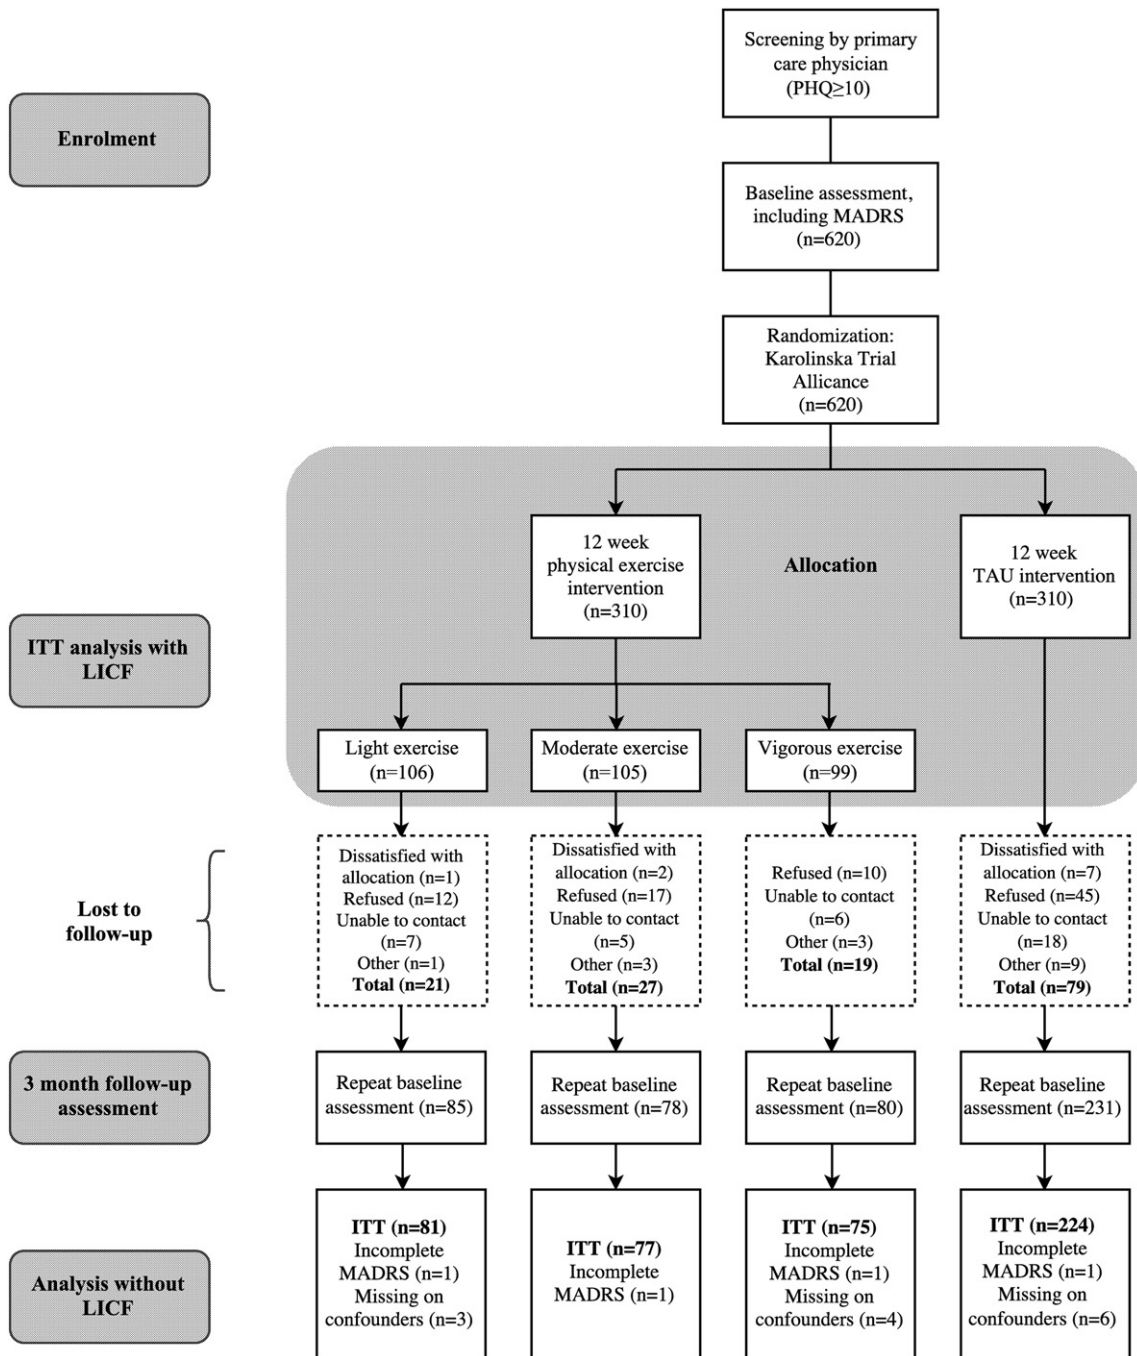 Screening by primary
care physician
(PHQ≥10)
Enrolment
Baseline assessment,
including MADRS
(n=620)
Randomization:
Karolinska Trial
Allicance
(n=620)
12 week
physical exercise
intervention
(n=310)
Allocation
12 week
TAU intervention
(n=310)
ITT analysis with
LICF
Light exercise
(n=106)
Moderate exercise
(n=105)
Vigorous exercise
(n=99)
Lost to
follow-up
Dissatisfied with
allocation (n=1)
Refused (n=12)
Unable to contact
(n=7)
Other (n=1)
Total (n=21)
Dissatisfied with
allocation (n=2)
Refused (n=17)
Unable to contact
(n=5)
Other (n=3)
Total (n=27)
Refused (n=10)
Unable to contact
(n=6)
Other (n=3)
Total (n=19)
Dissatisfied with
allocation (n=7)
Refused (n=45)
Unable to contact
(n=18)
Other (n=9)
Total (n=79)
3 month follow-up
assessment
Repeat baseline
assessment (n=85)
Repeat baseline
assessment (n=78)
Repeat baseline
assessment (n=80)
Repeat baseline
assessment (n=231)
Analysis without
LICF
ITT (n=81)
Incomplete
MADRS (n=1)
Missing on
confounders (n=3)
ITT (n=77)
Incomplete
MADRS (n=1)
ITT (n=75)
Incomplete
MADRS (n=1)
Missing on
confounders (n=4)
ITT (n=224)
Incomplete
MADRS (n=1)
Missing on
confounders (n=6)